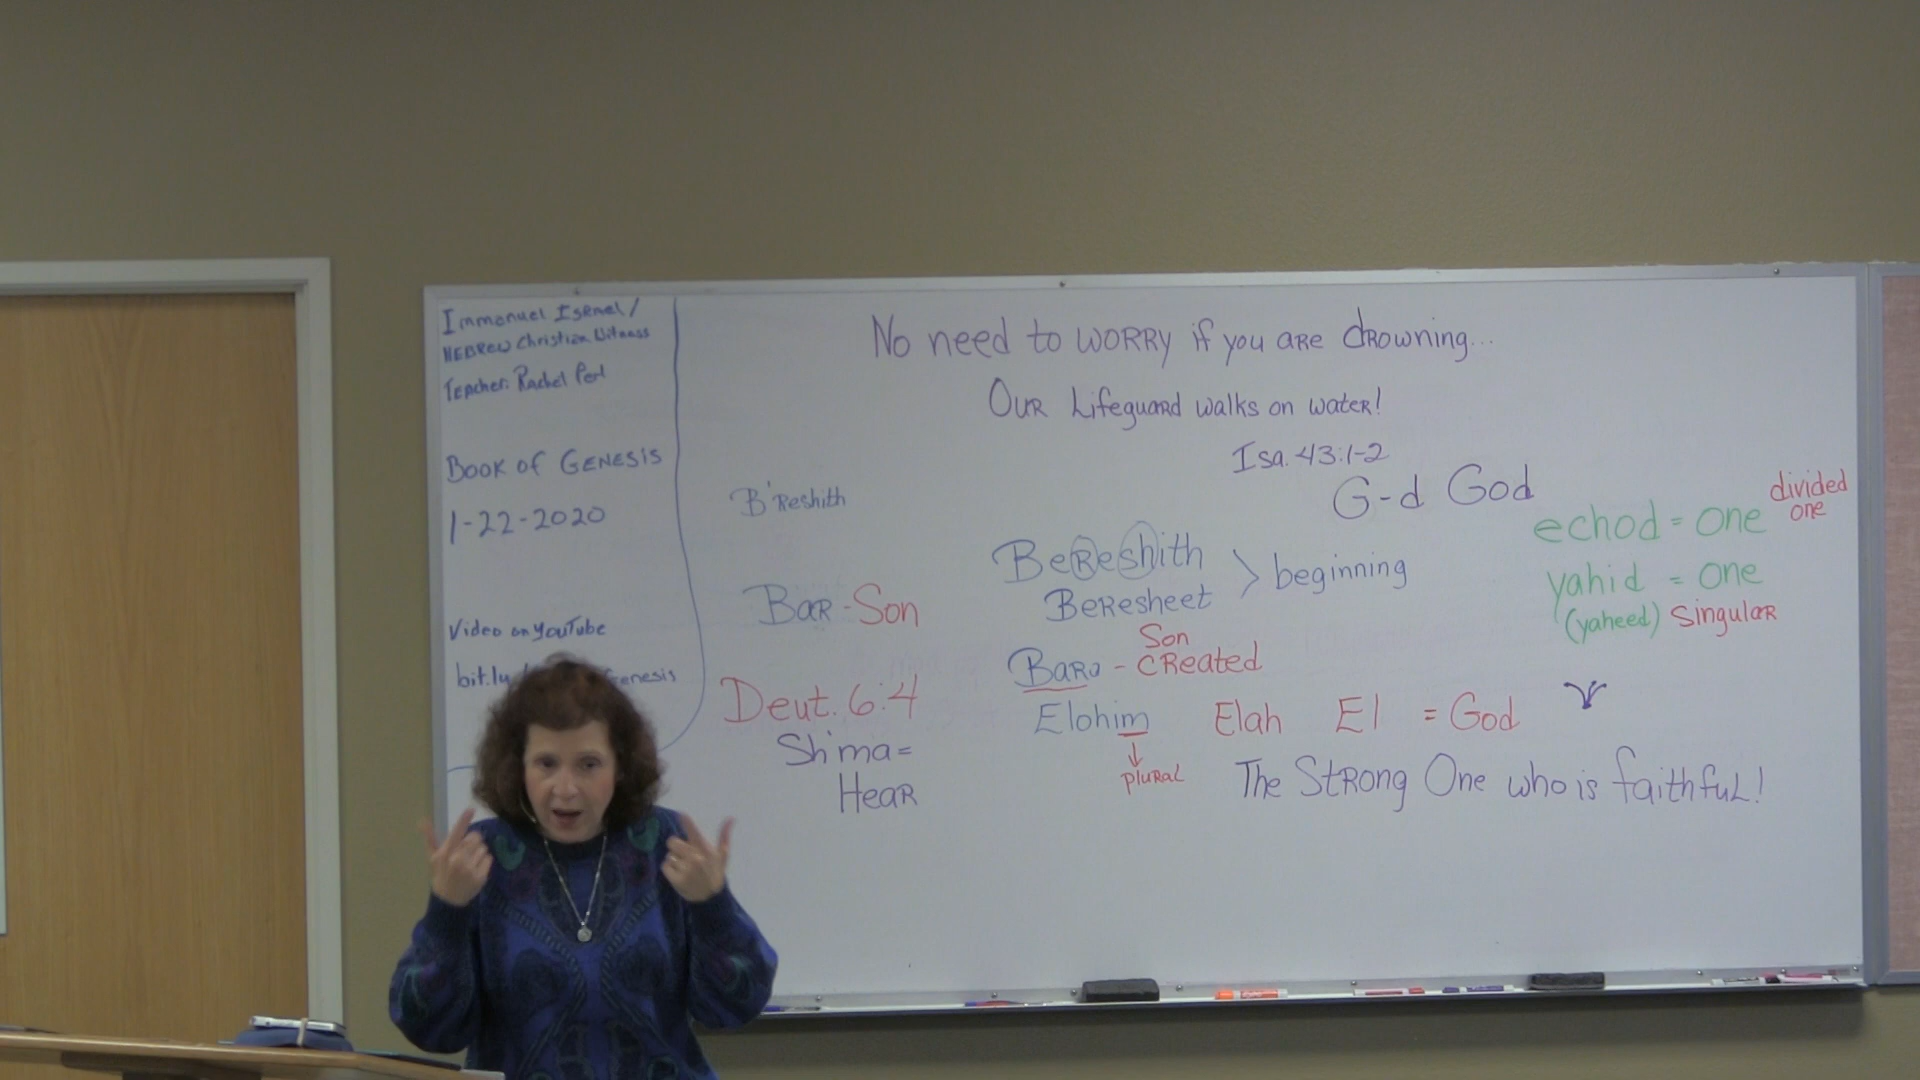 Immanuel Israel /
HEBREW Christian Witness
Teacher: Rachel Perl
BOOK of GENESIS
1-22-2020
Video on YouTube
bit.ly/ Genesis
No need to WORRY if you are drowning...
OUR Lifeguard walks on water!
Isa. 43:1-2
G-d God
B'Reshith
BeReshith
Beresheet > beginning
Bar - Son
Son
Bara - Created
Deut. 6:4
Sh'ma =
Hear
Elohim Elah El = God
plural
The Strong One who is faithful!
echod = one divided one
yahid = one
(yaheed) Singular